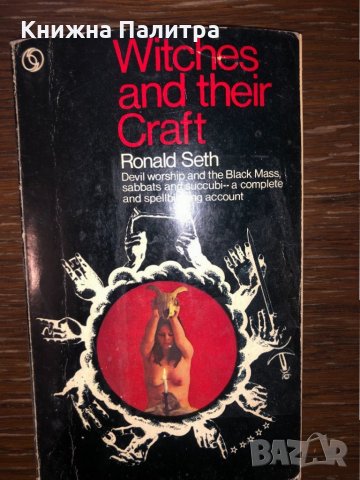 Книжна Палитра
Witches
and their
Craft
Ronald Seth
Devil worship and the Black Mass,
sabbats and succubi--a complete
and spellbinding account
BAZAR